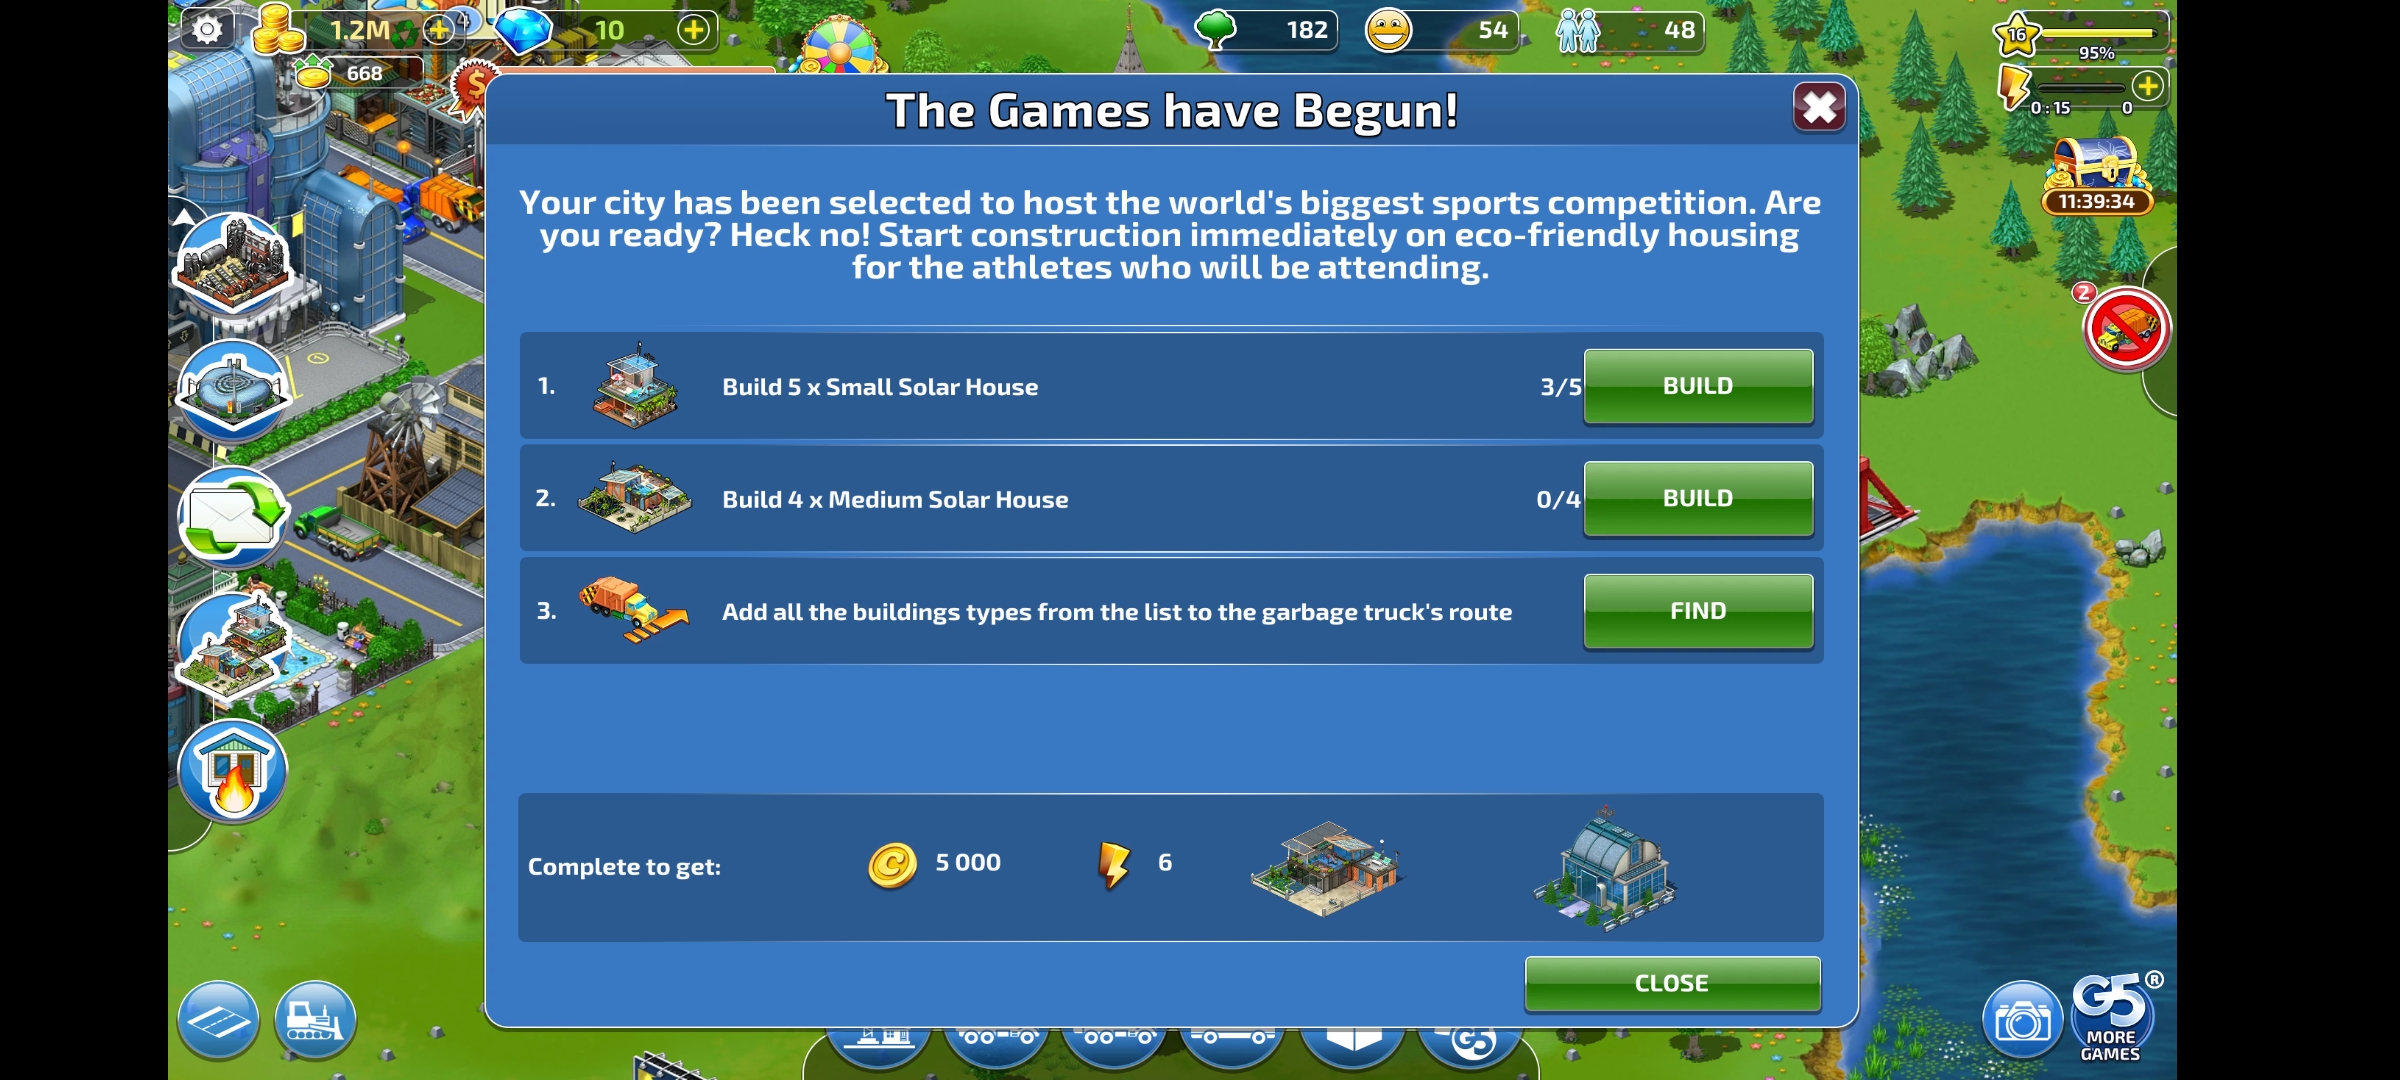 1.2M
4
10
182
54
48
16
95%
668
0:15
0
The Games have Begun!
Your city has been selected to host the world's biggest sports competition. Are
you ready? Heck no! Start construction immediately on eco-friendly housing
for the athletes who will be attending.
11:39:34
2
1.
Build 5 x Small Solar House
3/5
BUILD
2.
Build 4 x Medium Solar House
0/4
BUILD
3.
Add all the buildings types from the list to the garbage truck's route
FIND
Complete to get:
5 000
6
CLOSE
G5
G5®
MORE
GAMES